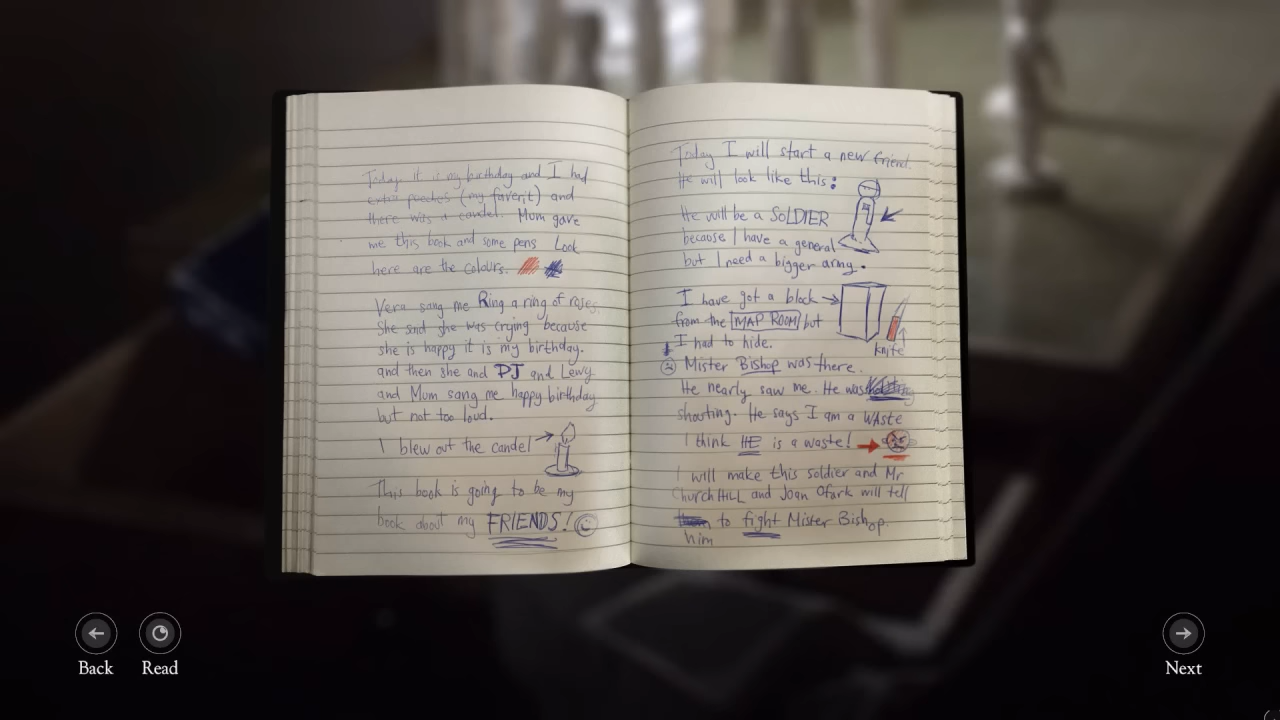 Today it is my birthday and I had
extra peaches (my faverit) and
there was a candel. Mum gave
me this book and some pens Look
here are the colours.
Vera sang me Ring a ring of roses.
She said she was crying because
she is happy it is my birthday.
and then she and PJ and Lewy
and Mum sang me happy birthday
but not too loud.
I blew out the candel
This book is going to be my
book about my FRIENDS!
Today I will start a new friend.
He will look like this:
He will be a SOLDIER
because I have a general
but I need a bigger army.
I have got a block
from the MAP ROOM but
I had to hide.
knife
Mister Bishop was there.
He nearly saw me. He was
shouting. He says I am a WAste
I think HE is a waste!
I will make this soldier and Mr
ChurcHILL and Joan Ofark will tell
him to fight Mister Bishop.
Back
Read
Next